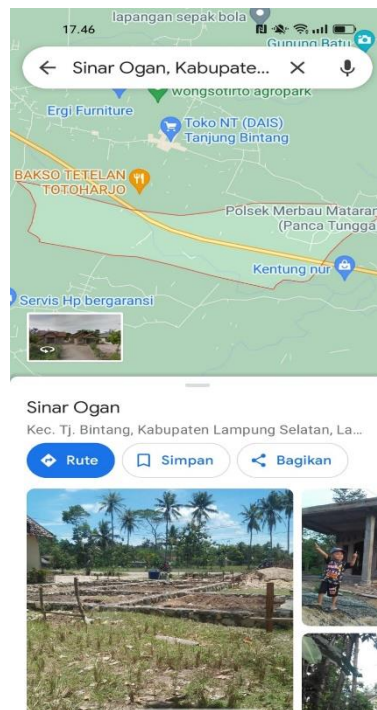 lapangan sepak bola
17.46
Gunung Batu
Sinar Ogan, Kabupate...
wongsotirto agropark
Ergi Furniture
Toko NT (DAIS)
Tanjung Bintang
BAKSO TETELAN
TOTOHARJO
Polsek Merbau Matara
(Panca Tungga
Kentung nur
Servis Hp bergaransi
Sinar Ogan
Kec. Tj. Bintang, Kabupaten Lampung Selatan, La...
Rute
Simpan
Bagikan